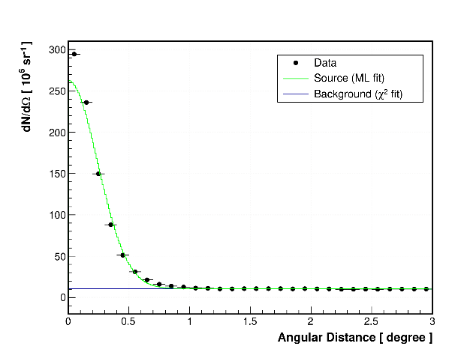 dN/dΩ [ 10⁶ sr⁻¹ ]
300
250
200
150
100
50
0
Data
Source (ML fit)
Background (χ² fit)
0 0.5 1 1.5 2 2.5 3
Angular Distance [ degree ]